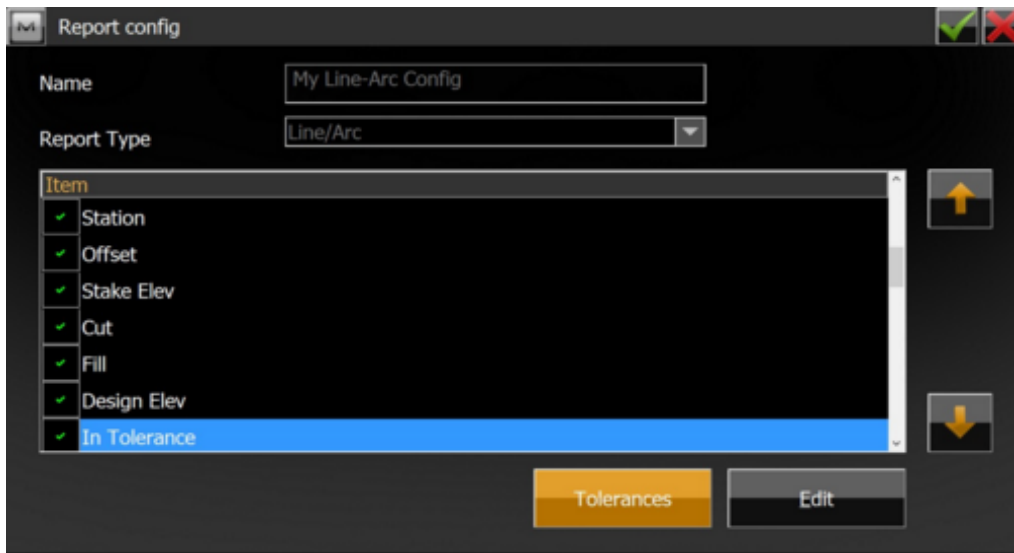 Report config
Name
My Line-Arc Config
Report Type
Line/Arc
Item
Station
Offset
Stake Elev
Cut
Fill
Design Elev
In Tolerance
Tolerances
Edit